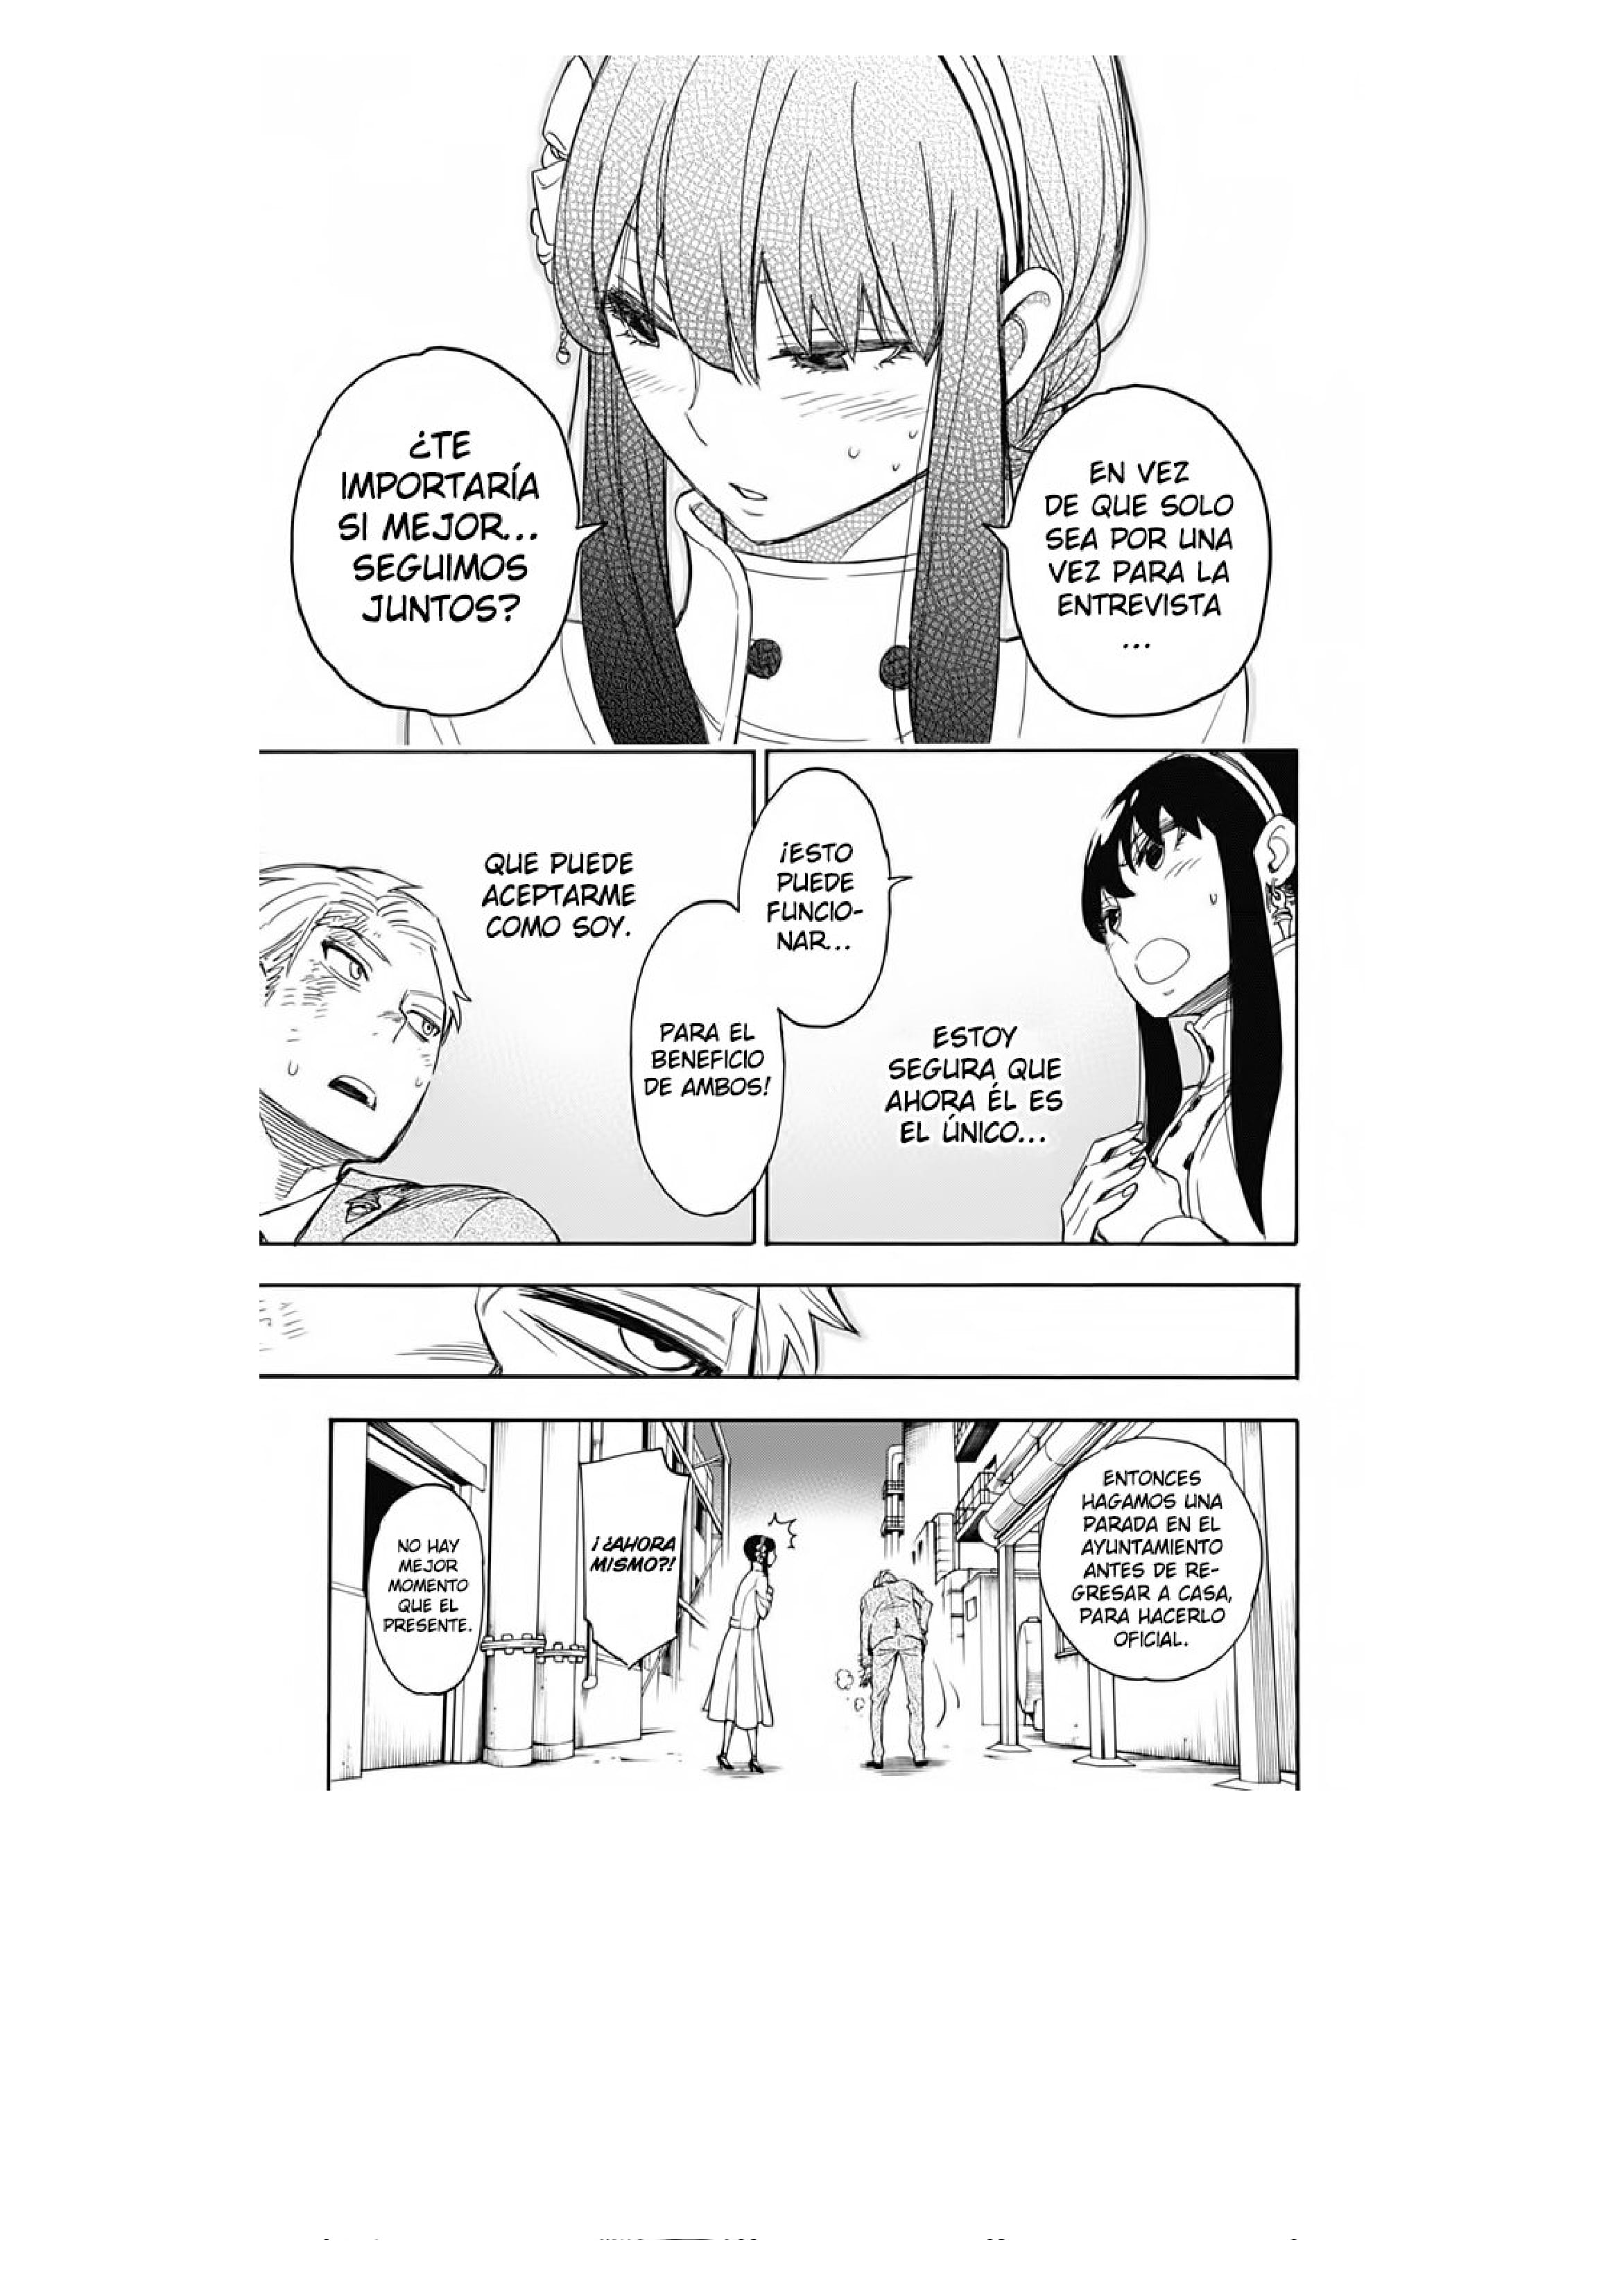 EN VEZ
DE QUE SOLO
SEA POR UNA
VEZ PARA LA
ENTREVISTA
...
¿TE
IMPORTARÍA
SI MEJOR...
SEGUIMOS
JUNTOS?
¡ESTO
PUEDE
FUNCIO-
NAR...
PARA EL
BENEFICIO
DE AMBOS!
ESTOY
SEGURA QUE
AHORA ÉL ES
EL ÚNICO...
QUE PUEDE
ACEPTARME
COMO SOY.
ENTONCES
HAGAMOS UNA
PARADA EN EL
AYUNTAMIENTO
ANTES DE RE-
GRESAR A CASA,
PARA HACERLO
OFICIAL.
¡¿AHORA
MISMO?!
NO HAY
MEJOR
MOMENTO
QUE EL
PRESENTE.